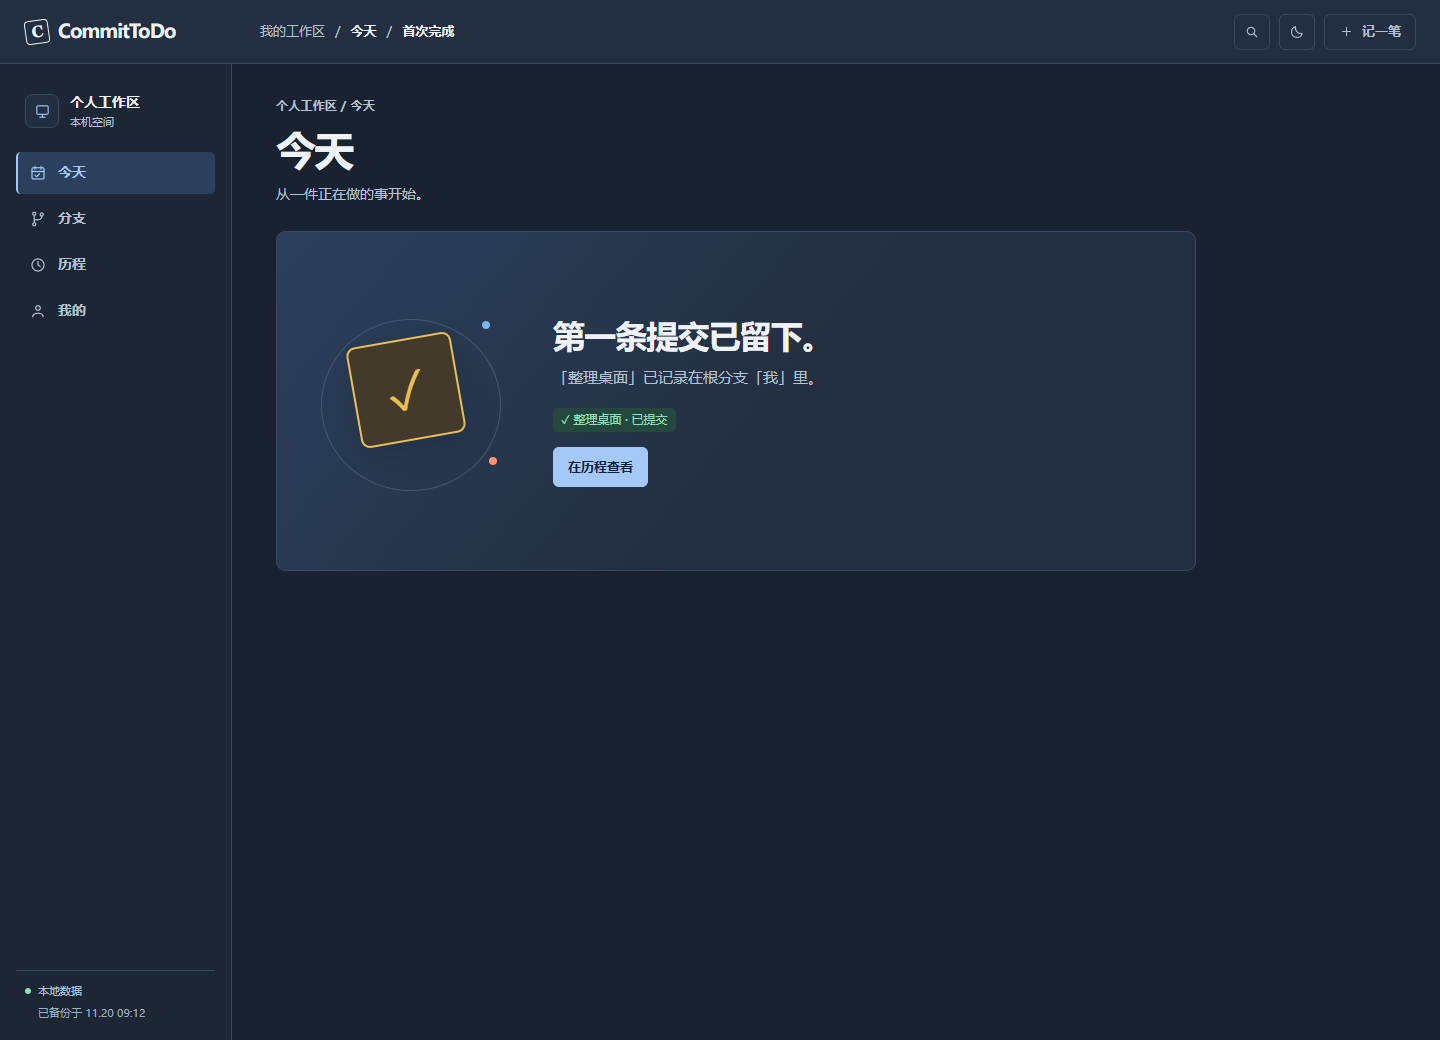 C CommitToDo
我的工作区 / 今天 / 首次完成
记一笔
个人工作区
本机空间
今天
分支
历程
我的
个人工作区 / 今天
今天
从一件正在做的事开始。
第一条提交已留下。
「整理桌面」已记录在根分支「我」里。
✓ 整理桌面 · 已提交
在历程查看
本地数据
已备份于 11.20 09:12